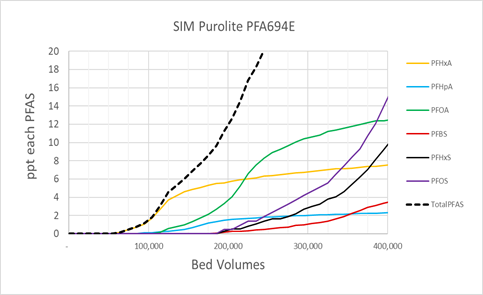 SIM Purolite PFA694E
ppt each PFAS
20
18
16
14
12
10
8
6
4
2
0
-
100,000
200,000
300,000
400,000
Bed Volumes
PFHxA
PFHpA
PFOA
PFBS
PFHxS
PFOS
TotalPFAS